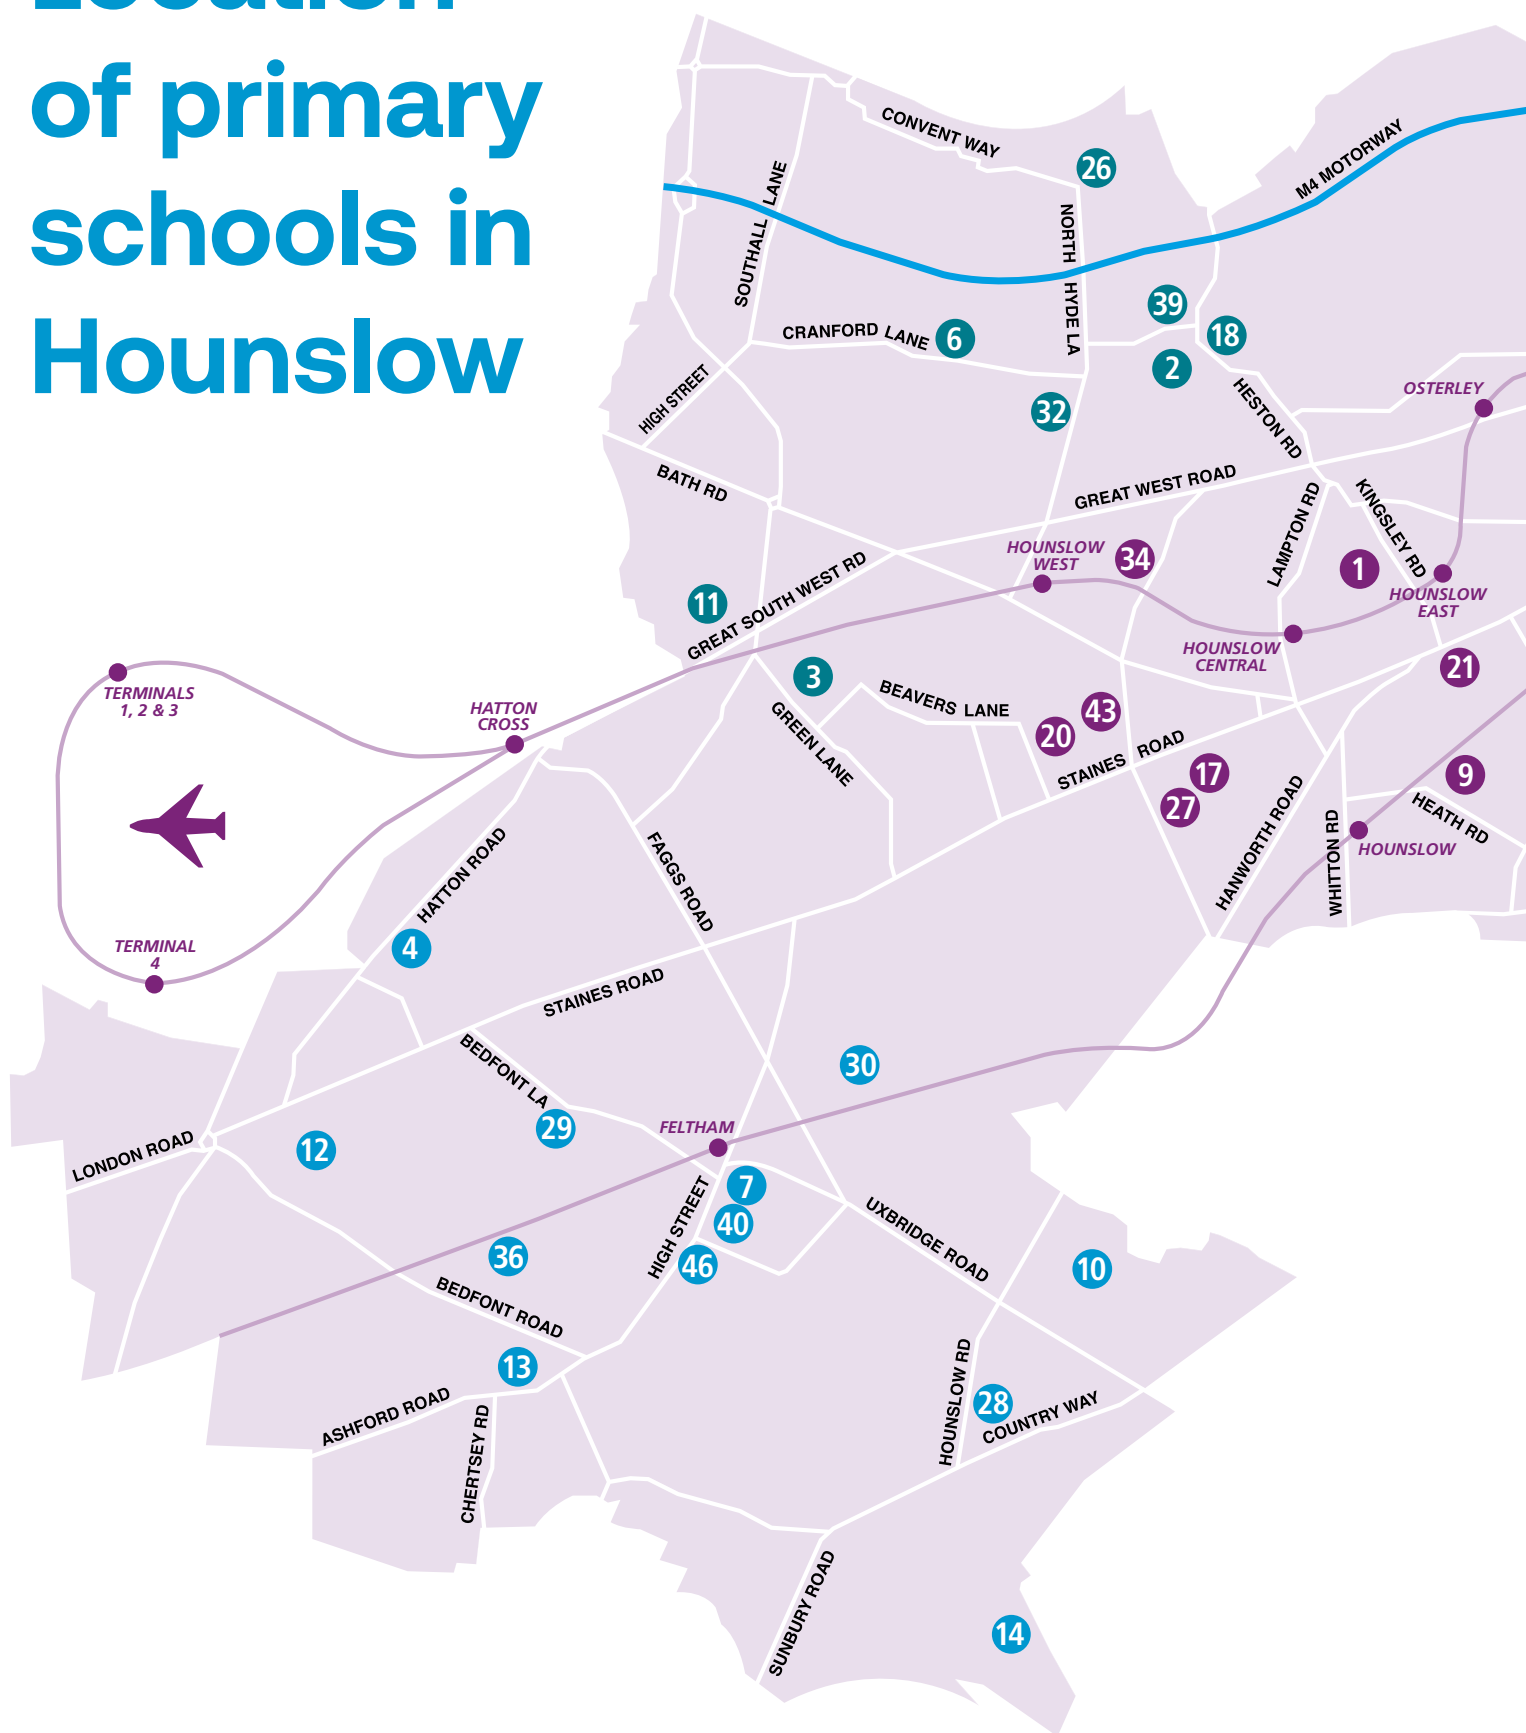 Location
of primary
schools in
Hounslow
CONVENT WAY
26
M4 MOTORWAY
SOUTHALL LANE
NORTH HYDE LA
39
18
CRANFORD LANE
6
2
32
HIGH STREET
HESTON RD
OSTERLEY
BATH RD
GREAT WEST ROAD
LAMPTON RD
KINGSLEY RD
HOUNSLOW
WEST
34
1
HOUNSLOW
EAST
11
GREAT SOUTH WEST RD
HOUNSLOW
CENTRAL
21
3
TERMINALS
1, 2 & 3
HATTON
CROSS
BEAVERS LANE
GREEN LANE
43
20
STAINES ROAD
17
27
9
HANWORTH ROAD
WHITTON RD
HEATH RD
HOUNSLOW
HATTON ROAD
FAGGS ROAD
4
TERMINAL
4
STAINES ROAD
BEDFONT LA
30
29
FELTHAM
12
LONDON ROAD
7
40
HIGH STREET
46
36
UXBRIDGE ROAD
10
BEDFONT ROAD
13
HOUNSLOW RD
28
COUNTRY WAY
ASHFORD ROAD
CHERTSEY RD
SUNBURY ROAD
14